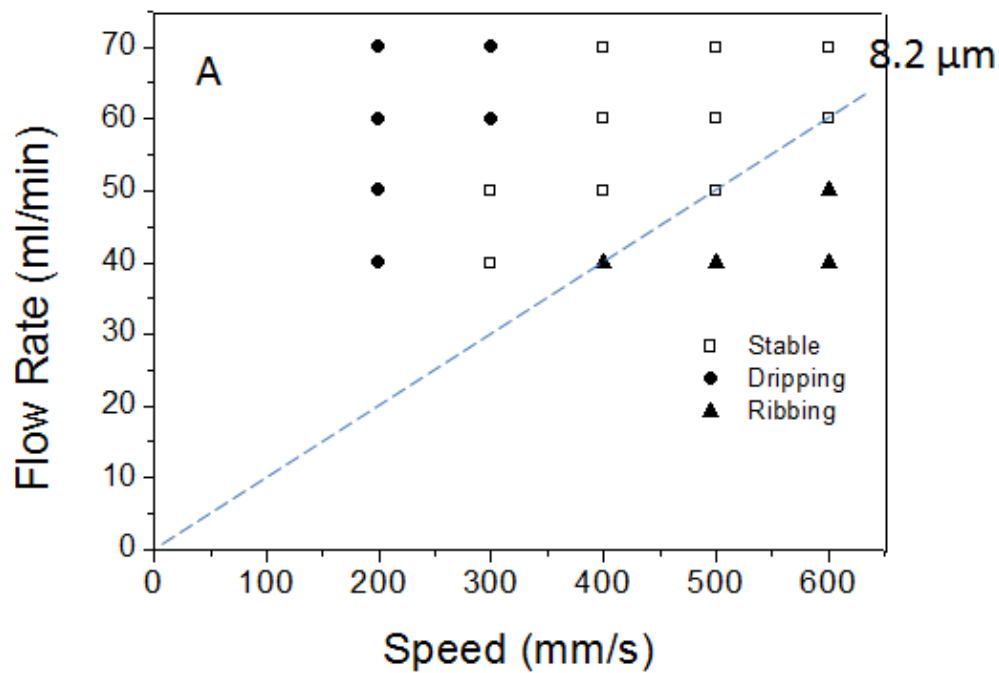 A
8.2 µm
Flow Rate (ml/min)
70
60
50
40
30
20
10
0
Stable
Dripping
Ribbing
0 100 200 300 400 500 600
Speed (mm/s)